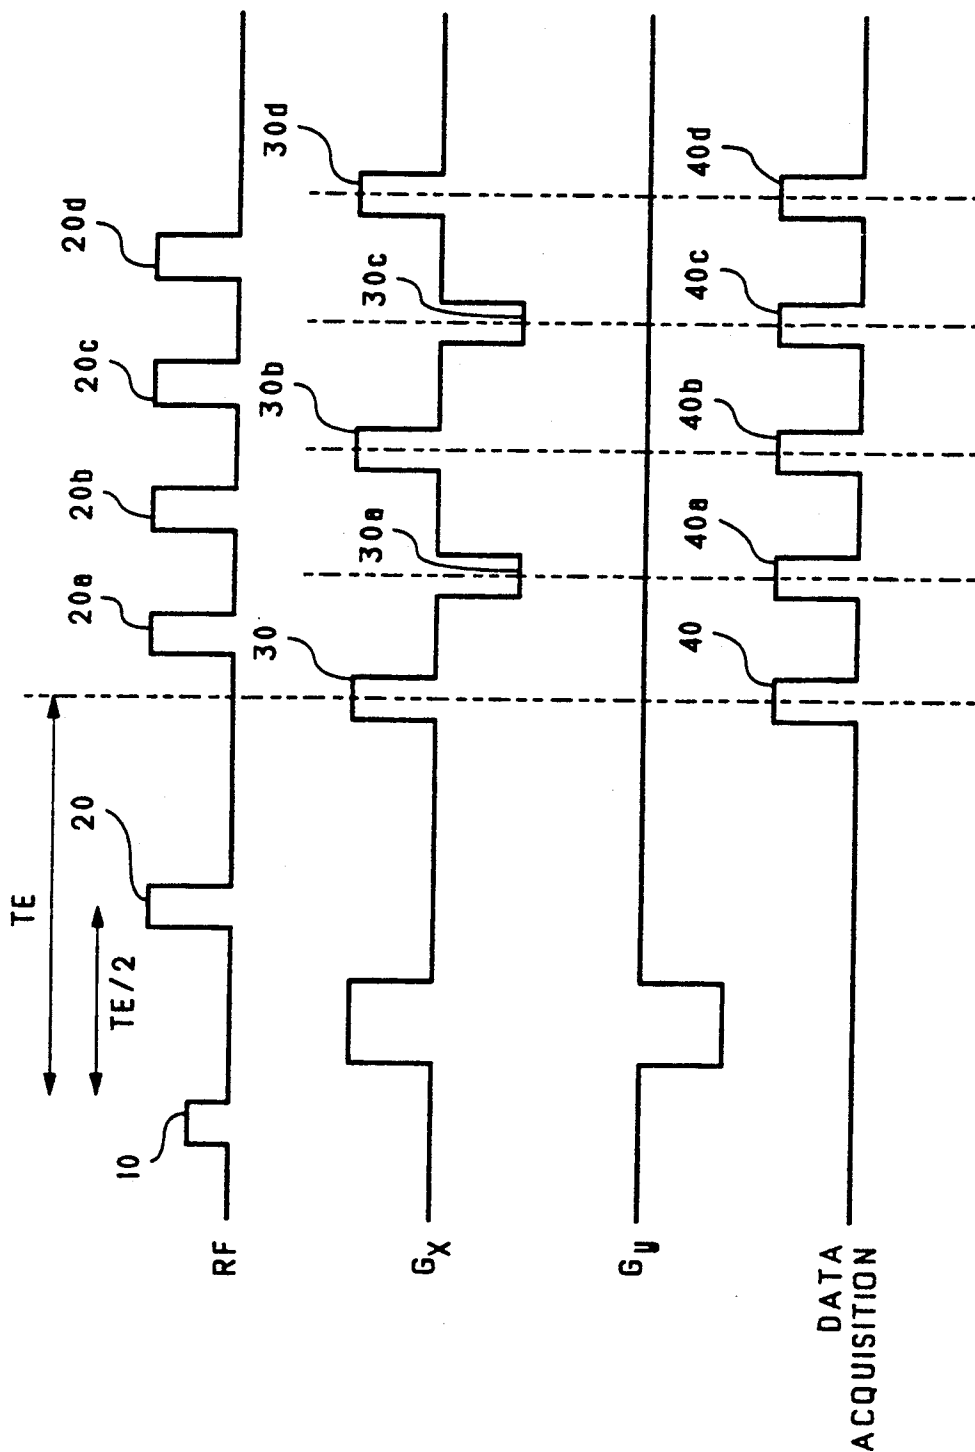 TE
TE/2
10
20
20a
20b
20c
20d
RF
30
30a
30b
30c
30d
GX
Gy
40
40a
40b
40c
40d
DATA
ACQUISITION